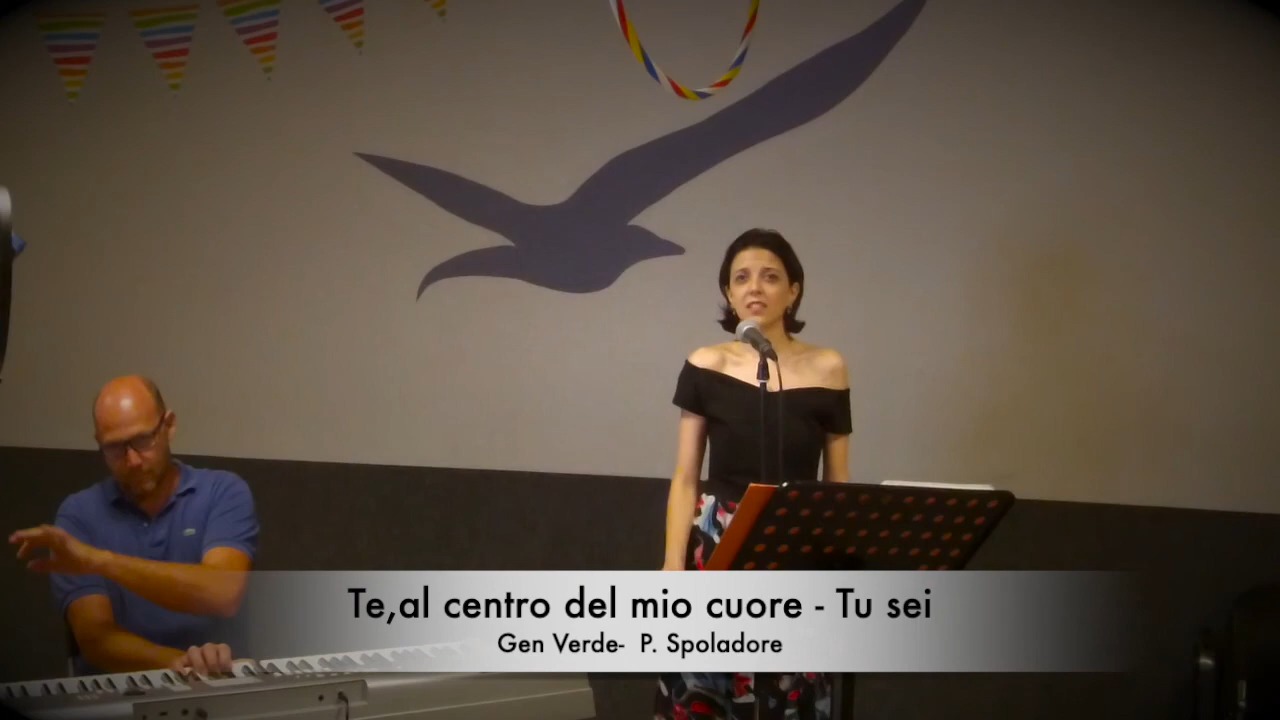 Te,al centro del mio cuore - Tu sei
Gen Verde-  P. Spoladore